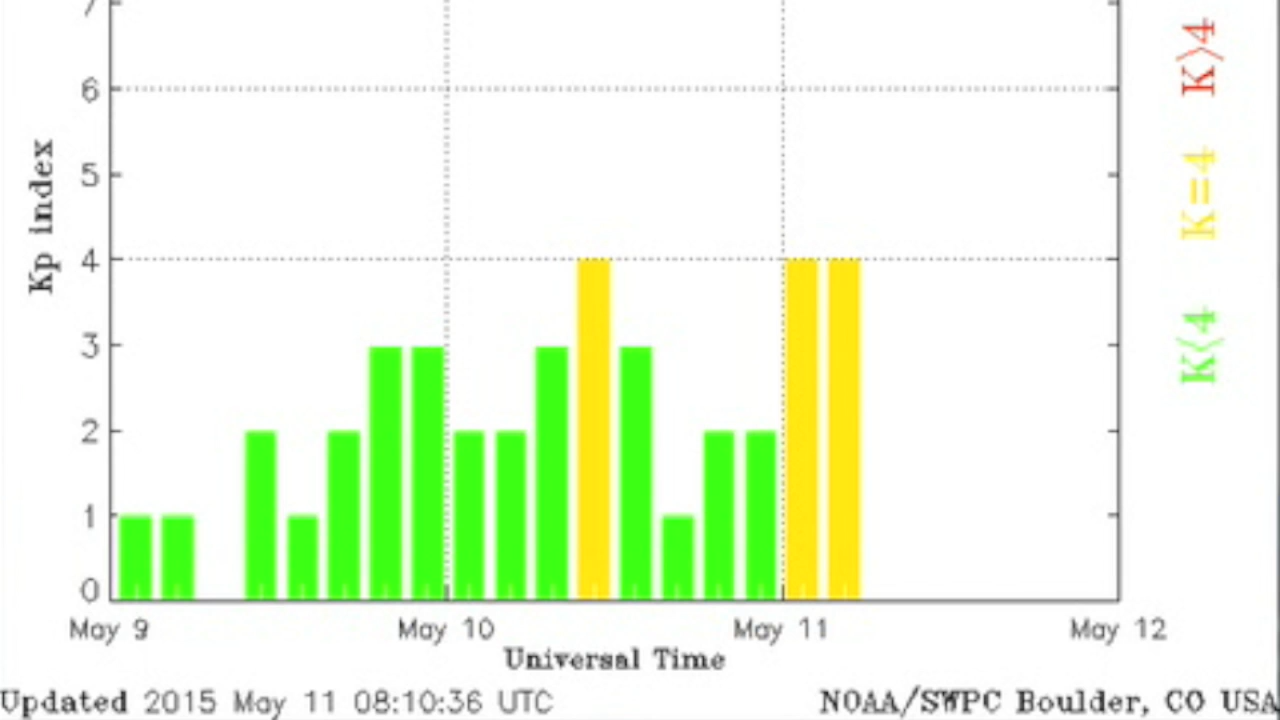 7
6
5
4
3
2
1
0
Kp index
May 9 May 10 May 11 May 12
Universal Time
Updated 2015 May 11 08:10:36 UTC NOAA/SWPC Boulder, CO USA
K<4 K=4 K>4